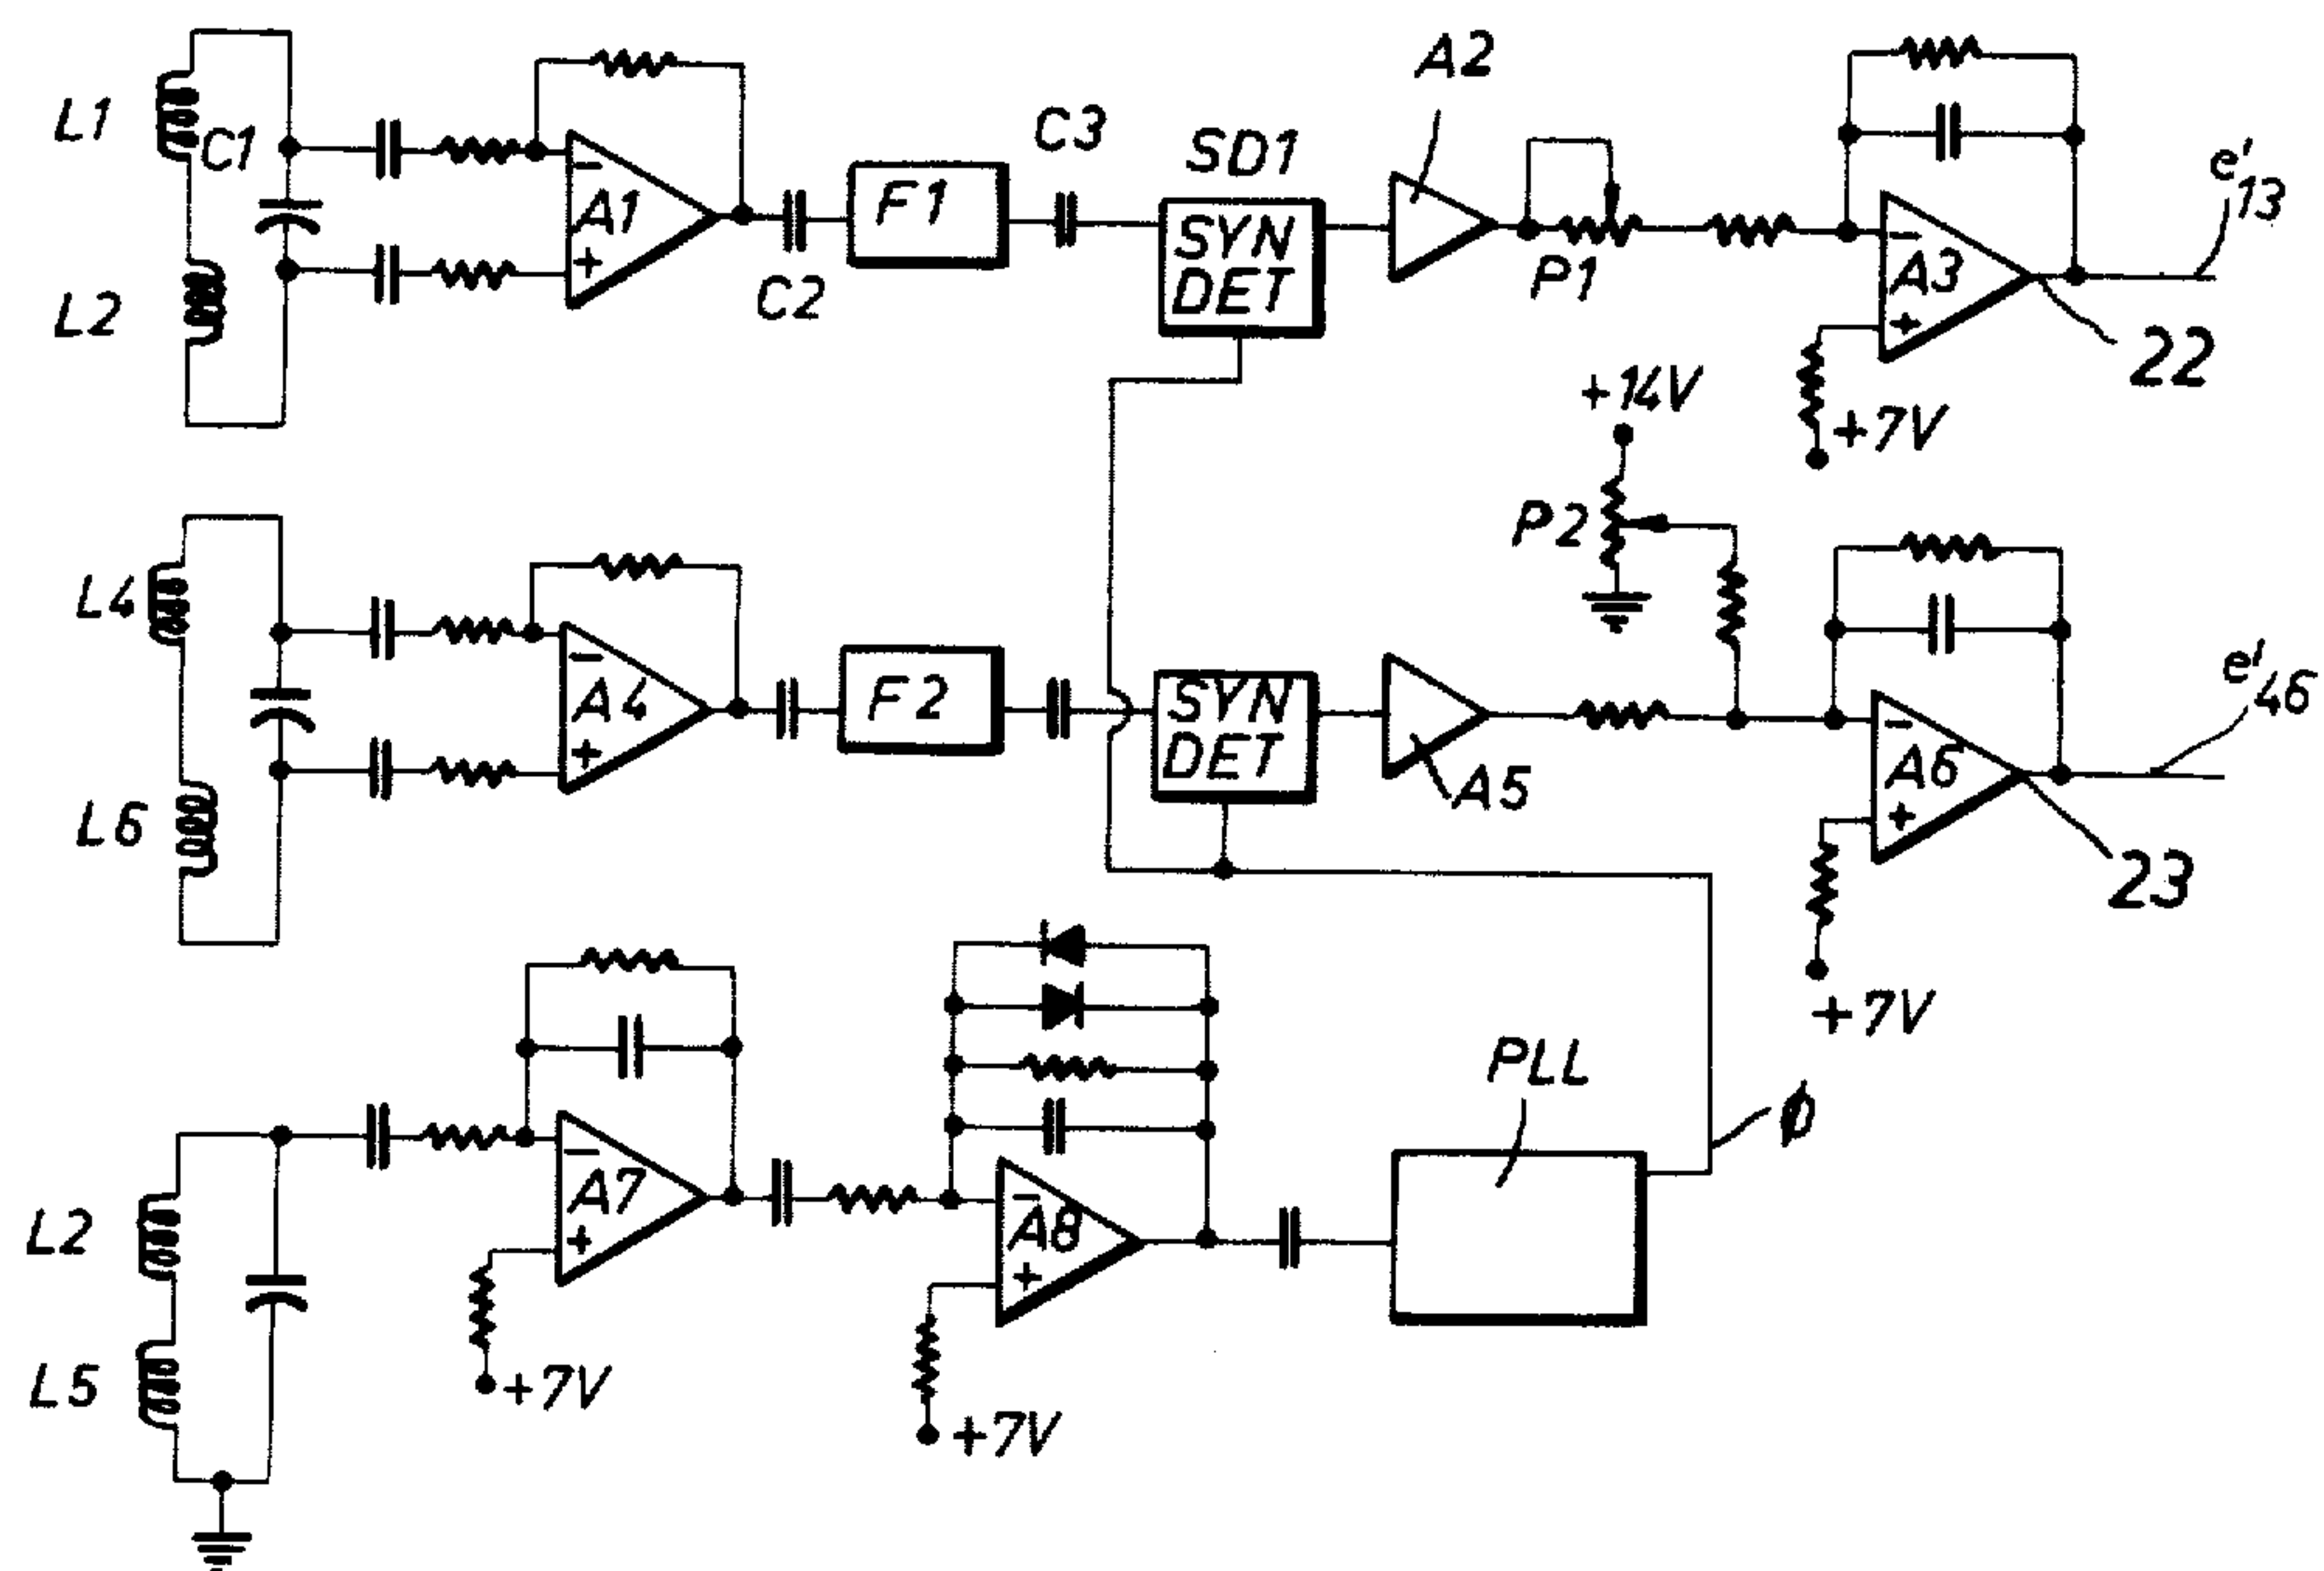 A2
L1
C1
C3
SD1
e'13
- A1 +
F1
SYN
DET
P1
- A3 +
C2
L2
22
+14V
+7V
P2
L4
- A4 +
F2
SYN
DET
e'46
- A6 +
A5
L6
23
+7V
PLL
ϕ
- A7 +
- A8 +
L2
L5
+7V
+7V